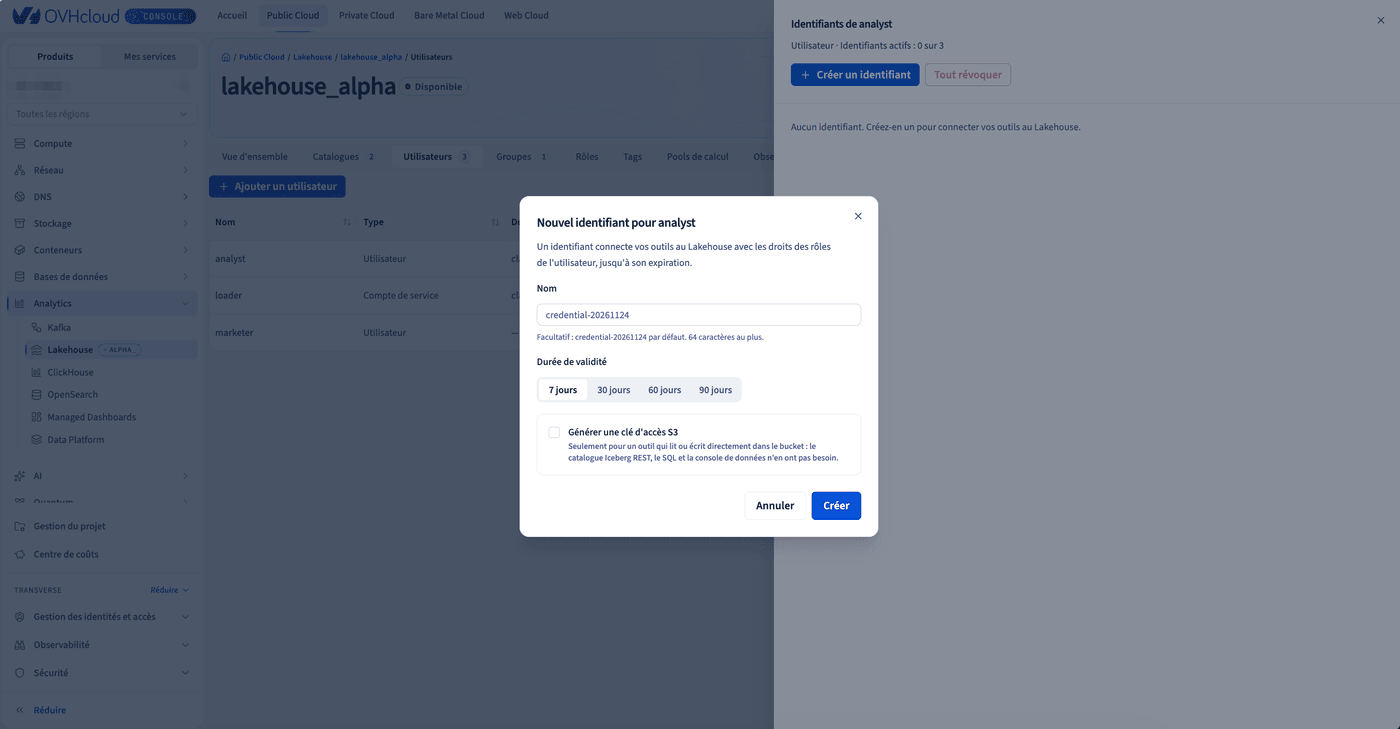 OVHcloud CONSOLE
Accueil Public Cloud Private Cloud Bare Metal Cloud Web Cloud
Produits Mes services
Toutes les régions
Compute
Réseau
DNS
Stockage
Conteneurs
Bases de données
Analytics
Kafka
Lakehouse ALPHA
ClickHouse
OpenSearch
Managed Dashboards
Data Platform
AI
Quantum
Gestion du projet
Centre de coûts
TRANSVERSE Réduire
Gestion des identités et accès
Observabilité
Sécurité
Réduire
/ Public Cloud / Lakehouse / lakehouse_alpha / Utilisateurs
lakehouse_alpha Disponible
Vue d'ensemble Catalogues 2 Utilisateurs 3 Groupes 1 Rôles Tags Pools de calcul Obse
+ Ajouter un utilisateur
Nom Type
analyst Utilisateur
loader Compte de service
marketer Utilisateur —
Identifiants de analyst
Utilisateur · Identifiants actifs : 0 sur 3
+ Créer un identifiant Tout révoquer
Aucun identifiant. Créez-en un pour connecter vos outils au Lakehouse.
Nouvel identifiant pour analyst
Un identifiant connecte vos outils au Lakehouse avec les droits des rôles
de l'utilisateur, jusqu'à son expiration.
Nom
credential-20261124
Facultatif : credential-20261124 par défaut. 64 caractères au plus.
Durée de validité
7 jours 30 jours 60 jours 90 jours
Générer une clé d'accès S3
Seulement pour un outil qui lit ou écrit directement dans le bucket : le
catalogue Iceberg REST, le SQL et la console de données n'en ont pas besoin.
Annuler Créer